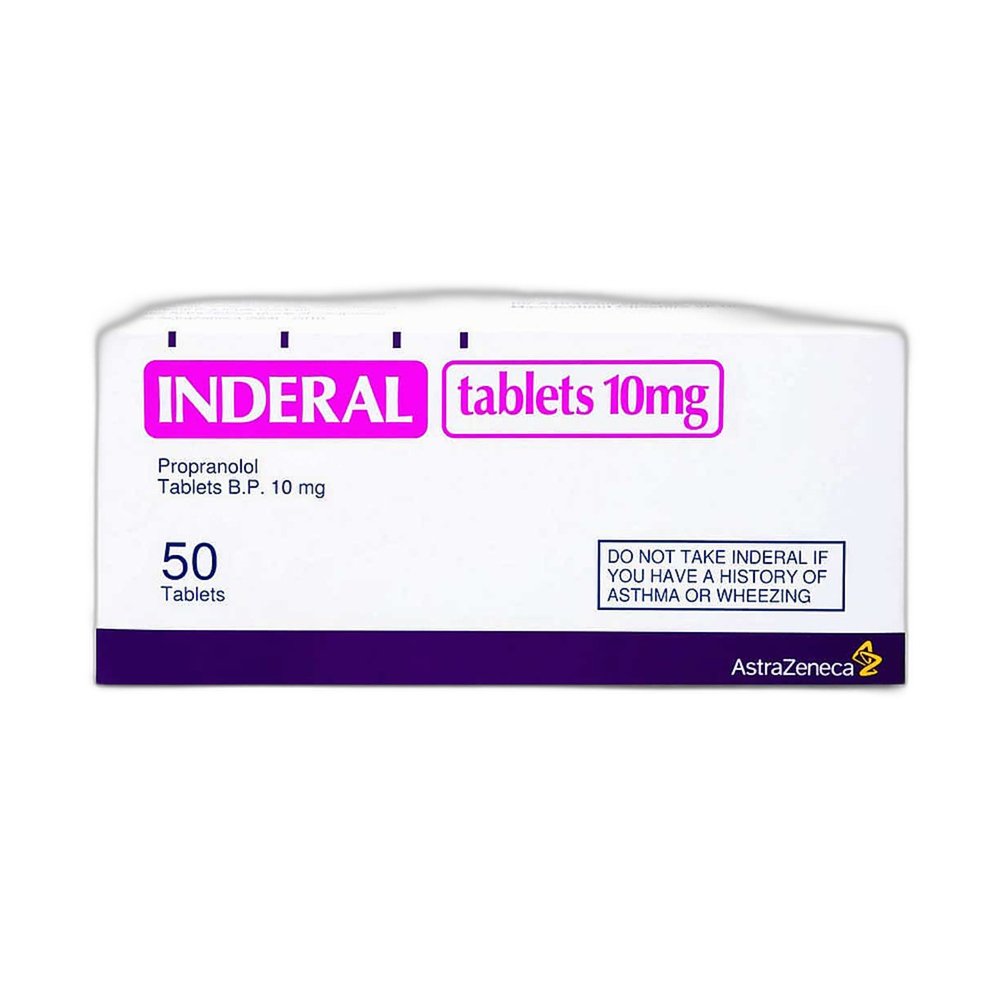 INDERAL tablets 10mg
Propranolol
Tablets B.P. 10 mg
50
Tablets
DO NOT TAKE INDERAL IF
YOU HAVE A HISTORY OF
ASTHMA OR WHEEZING
AstraZeneca